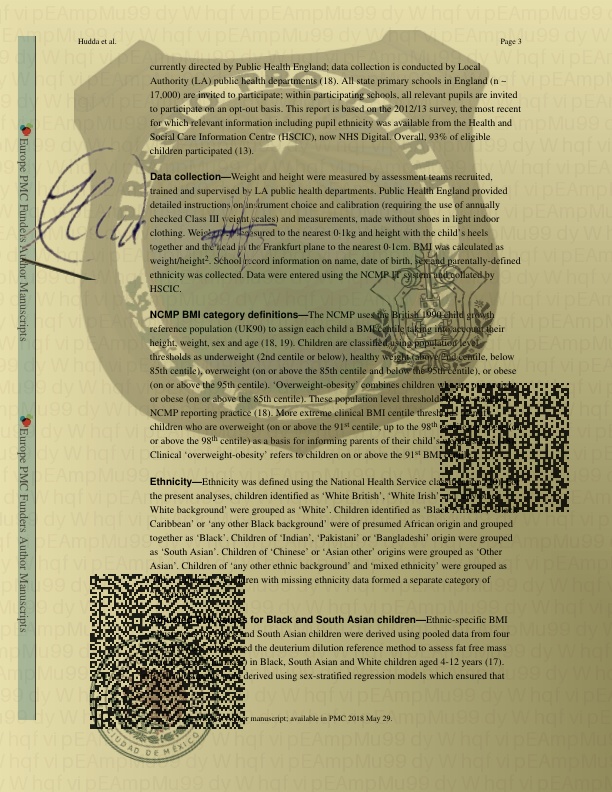 Hudda et al.
Page 3
currently directed by Public Health England; data collection is conducted by Local
Authority (LA) public health departments (18). All state primary schools in England (n ~
17,000) are invited to participate; within participating schools, all relevant pupils are invited
to participate on an opt-out basis. This report is based on the 2012/13 survey, the most recent
for which relevant information including pupil ethnicity was available from the Health and
Social Care Information Centre (HSCIC), now NHS Digital. Overall, 93% of eligible
children participated (13).
Data collection—Weight and height were measured by assessment teams recruited,
trained and supervised by LA public health departments. Public Health England provided
detailed instructions on instrument choice and calibration (requiring the use of annually
checked Class III weight scales) and measurements, made without shoes in light indoor
clothing. Weight measured to the nearest 0·1kg and height with the child's heels
together and the head in the Frankfurt plane to the nearest 0·1cm. BMI was calculated as
weight/height². School record information on name, date of birth, sex and parentally-defined
ethnicity was collected. Data were entered using the NCMP IT system and collated by
HSCIC.
NCMP BMI category definitions—The NCMP uses the British 1990 child growth
reference population (UK90) to assign each child a BMI centile taking into account their
height, weight, sex and age (18, 19). Children are classified using population level
thresholds as underweight (2nd centile or below), healthy weight (above 2nd centile, below
85th centile), overweight (on or above the 85th centile and below the 95th centile), or obese
(on or above the 95th centile). 'Overweight-obesity' combines children who are
or obese (on or above the 85th). These population level thresholds
NCMP reporting practice (18). More extreme clinical BMI centile
children who are overweight (on or above the 91st centile, up to the 98th
or above the 98th centile) as a basis for informing parents of their child's
Clinical 'overweight-obesity' refers to children on or above the 91st BMI
Ethnicity—Ethnicity was defined using the National Health Service
the present analyses, children identified as 'White British', 'White Irish'
White background' were grouped as 'White'. Children identified as
Caribbean' or 'any other Black background' were of presumed African origin and grouped
together as 'Black'. Children of 'Indian', 'Pakistani' or 'Bangladeshi' origin were grouped
as 'South Asian'. Children of 'Chinese' or 'Asian other' origins were grouped as 'Other
Asian'. Children of 'any other ethnic background' and 'mixed ethnicity' were grouped as
with missing ethnicity data formed a separate category of
for Black and South Asian children—Ethnic-specific BMI
and South Asian children were derived using pooled data from four
the deuterium dilution reference method to assess fat free mass
in Black, South Asian and White children aged 4-12 years (17).
derived using sex-stratified regression models which ensured that
manuscript; available in PMC 2018 May 29.
Europe PMC Funders Author Manuscripts
Europe PMC Funders Author Manuscripts
CIUDAD DE MÉXICO